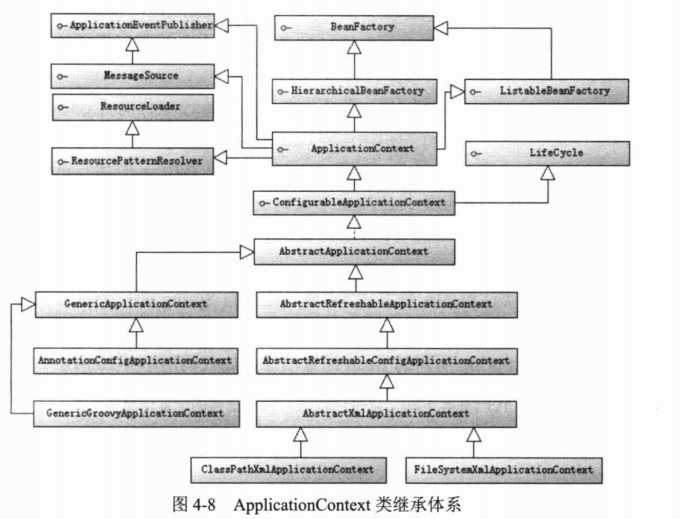 ApplicationEventPublisher
BeanFactory
MessageSource
HierarchicalBeanFactory
ListableBeanFactory
ResourceLoader
ApplicationContext
LifeCycle
ResourcePatternResolver
ConfigurableApplicationContext
AbstractApplicationContext
GenericApplicationContext
AbstractRefreshableApplicationContext
AnnotationConfigApplicationContext
AbstractRefreshableConfigApplicationContext
GenericGroovyApplicationContext
AbstractXmlApplicationContext
ClassPathXmlApplicationContext
FileSystemXmlApplicationContext
图 4-8 ApplicationContext 类继承体系